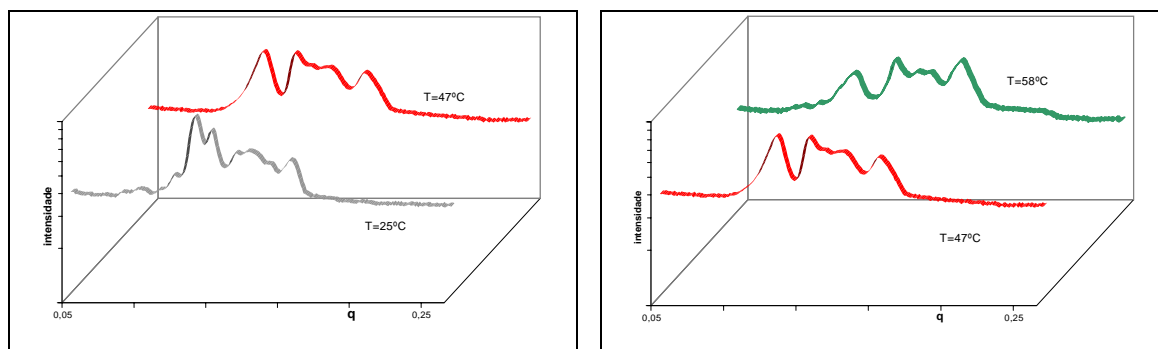 T=47ºC
intensidade
T=25ºC
0,05
q
0,25
T=58ºC
intensidade
T=47ºC
0,05
q
0,25